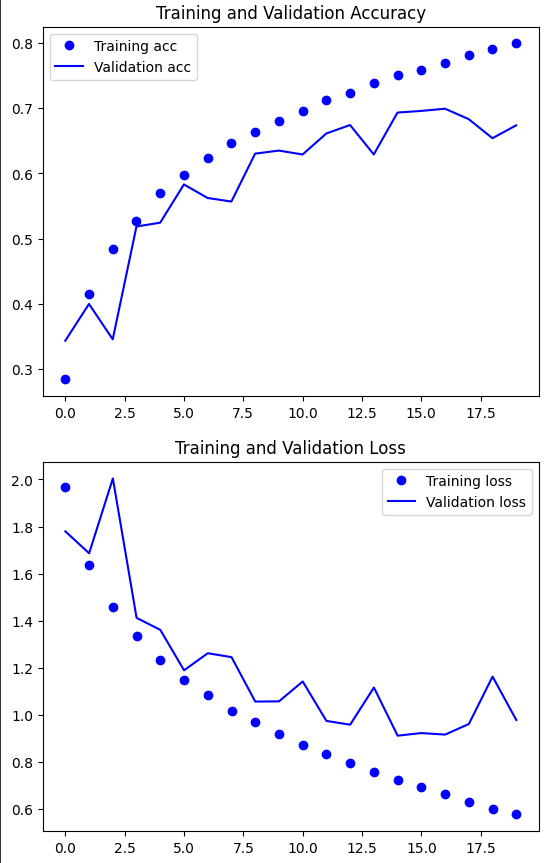 Training and Validation Accuracy
Training acc
Validation acc
0.8
0.7
0.6
0.5
0.4
0.3
0.0 2.5 5.0 7.5 10.0 12.5 15.0 17.5
Training and Validation Loss
Training loss
Validation loss
2.0
1.8
1.6
1.4
1.2
1.0
0.8
0.6
0.0 2.5 5.0 7.5 10.0 12.5 15.0 17.5